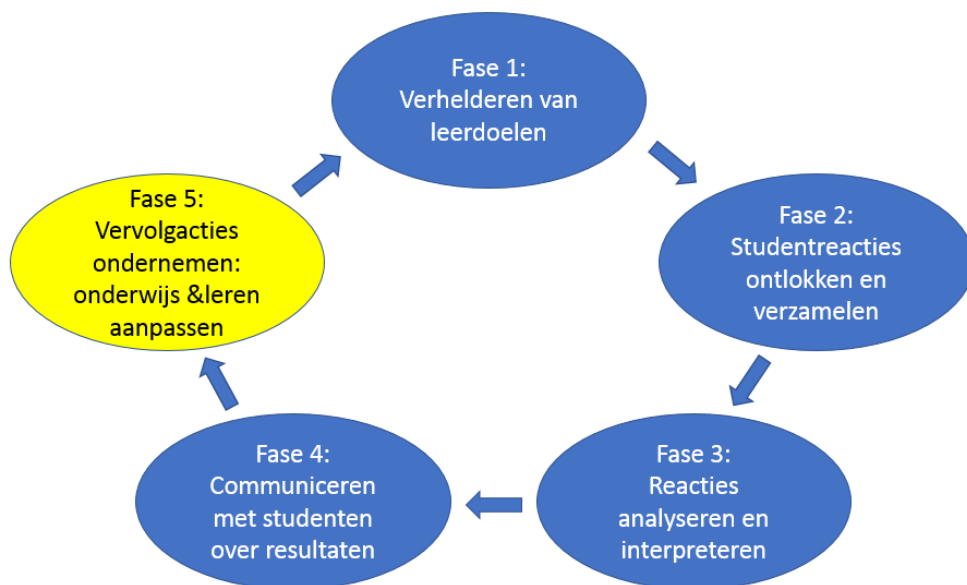 Fase 1:
Verhelderen van
leerdoelen
Fase 2:
Studentreacties
ontlokken en
verzamelen
Fase 3:
Reacties
analyseren en
interpreteren
Fase 4:
Communiceren
met studenten
over resultaten
Fase 5:
Vervolgacties
ondernemen:
onderwijs &leren
aanpassen